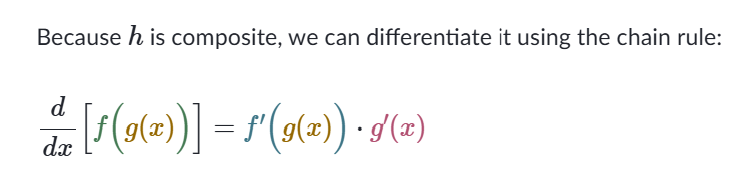 Because h is composite, we can differentiate it using the chain rule:
d/dx [f(g(x))] = f'(g(x)) · g'(x)